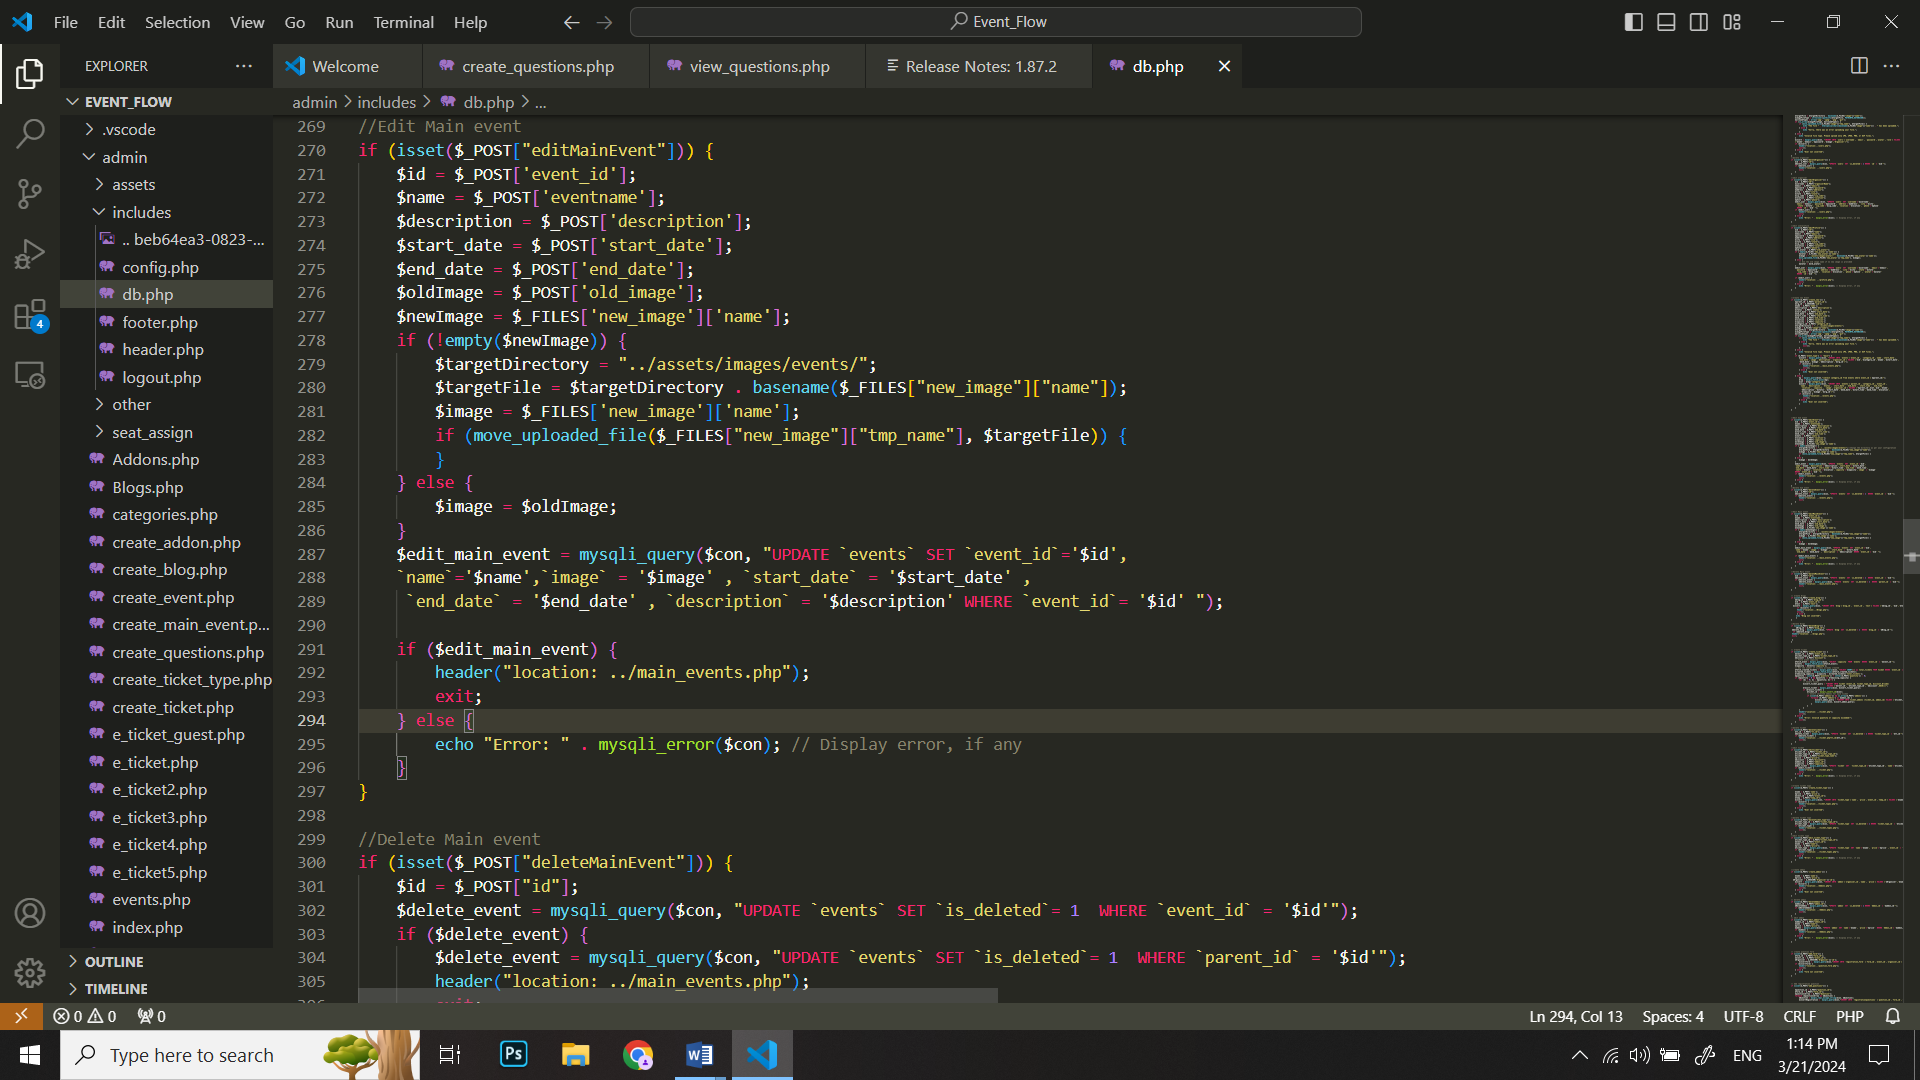 File Edit Selection View Go Run Terminal Help
Event_Flow
EXPLORER
Welcome
create_questions.php
view_questions.php
Release Notes: 1.87.2
db.php
EVENT_FLOW
admin > includes > db.php > ...
.vscode
admin
assets
includes
.. beb64ea3-0823-...
config.php
db.php
footer.php
header.php
logout.php
other
seat_assign
Addons.php
Blogs.php
categories.php
create_addon.php
create_blog.php
create_event.php
create_main_event.p...
create_questions.php
create_ticket_type.php
create_ticket.php
e_ticket_guest.php
e_ticket.php
e_ticket2.php
e_ticket3.php
e_ticket4.php
e_ticket5.php
events.php
index.php
OUTLINE
TIMELINE
4
269 //Edit Main event
270 if (isset($_POST["editMainEvent"])) {
271 $id = $_POST['event_id'];
272 $name = $_POST['eventname'];
273 $description = $_POST['description'];
274 $start_date = $_POST['start_date'];
275 $end_date = $_POST['end_date'];
276 $oldImage = $_POST['old_image'];
277 $newImage = $_FILES['new_image']['name'];
278 if (!empty($newImage)) {
279 $targetDirectory = "../assets/images/events/";
280 $targetFile = $targetDirectory . basename($_FILES["new_image"]["name"]);
281 $image = $_FILES['new_image']['name'];
282 if (move_uploaded_file($_FILES["new_image"]["tmp_name"], $targetFile)) {
283 }
284 } else {
285 $image = $oldImage;
286 }
287 $edit_main_event = mysqli_query($con, "UPDATE `events` SET `event_id`='$id',
288 `name`='$name',`image` = '$image' , `start_date` = '$start_date' ,
289 `end_date` = '$end_date' , `description` = '$description' WHERE `event_id`= '$id' ");
290
291 if ($edit_main_event) {
292 header("location: ../main_events.php");
293 exit;
294 } else {
295 echo "Error: " . mysqli_error($con); // Display error, if any
296 }
297 }
298
299 //Delete Main event
300 if (isset($_POST["deleteMainEvent"])) {
301 $id = $_POST["id"];
302 $delete_event = mysqli_query($con, "UPDATE `events` SET `is_deleted`= 1  WHERE `event_id` = '$id'");
303 if ($delete_event) {
304 $delete_event = mysqli_query($con, "UPDATE `events` SET `is_deleted`= 1  WHERE `parent_id` = '$id'");
305 header("location: ../main_events.php");
0 0 0
Ln 294, Col 13 Spaces: 4 UTF-8 CRLF PHP
Type here to search
Ps
ENG
1:14 PM
3/21/2024